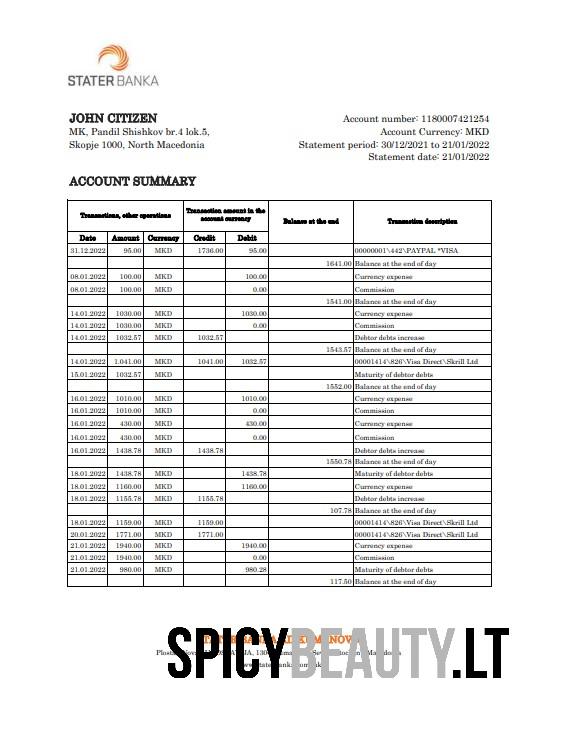 STATER BANKA
JOHN CITIZEN
MK, Pandil Shishkov br.4 lok.5,
Skopje 1000, North Macedonia
Account number: 1180007421254
Account Currency: MKD
Statement period: 30/12/2021 to 21/01/2022
Statement date: 21/01/2022
ACCOUNT SUMMARY
Transactions, other operations Transaction amount in the account currency Balance at the end Transaction description
Date Amount Currency Credit Debit
31.12.2022 95.00 MKD 1736.00 95.00 00000001\442\PAYPAL *VISA
1641.00 Balance at the end of day
08.01.2022 100.00 MKD 100.00 Currency expense
08.01.2022 100.00 MKD 0.00 Commission
1541.00 Balance at the end of day
14.01.2022 1030.00 MKD 1030.00 Currency expense
14.01.2022 1030.00 MKD 0.00 Commission
14.01.2022 1032.57 MKD 1032.57 Debtor debts increase
1543.57 Balance at the end of day
14.01.2022 1.041.00 MKD 1041.00 1032.57 00001414\826\Visa Direct\Skrill Ltd
15.01.2022 1032.57 MKD Maturity of debtor debts
1552.00 Balance at the end of day
16.01.2022 1010.00 MKD 1010.00 Currency expense
16.01.2022 1010.00 MKD 0.00 Commission
16.01.2022 430.00 MKD 430.00 Currency expense
16.01.2022 430.00 MKD 0.00 Commission
16.01.2022 1438.78 MKD 1438.78 Debtor debts increase
1550.78 Balance at the end of day
18.01.2022 1438.78 MKD 1438.78 Maturity of debtor debts
18.01.2022 1160.00 MKD 1160.00 Currency expense
18.01.2022 1155.78 MKD 1155.78 Debtor debts increase
107.78 Balance at the end of day
18.01.2022 1159.00 MKD 1159.00 00001414\826\Visa Direct\Skrill Ltd
20.01.2022 1771.00 MKD 1771.00 00001414\826\Visa Direct\Skrill Ltd
21.01.2022 1940.00 MKD 1940.00 Currency expense
21.01.2022 1940.00 MKD 0.00 Commission
21.01.2022 980.00 MKD 980.28 Maturity of debtor debts
117.50 Balance at the end of day
SPICYBEAUTY.LT